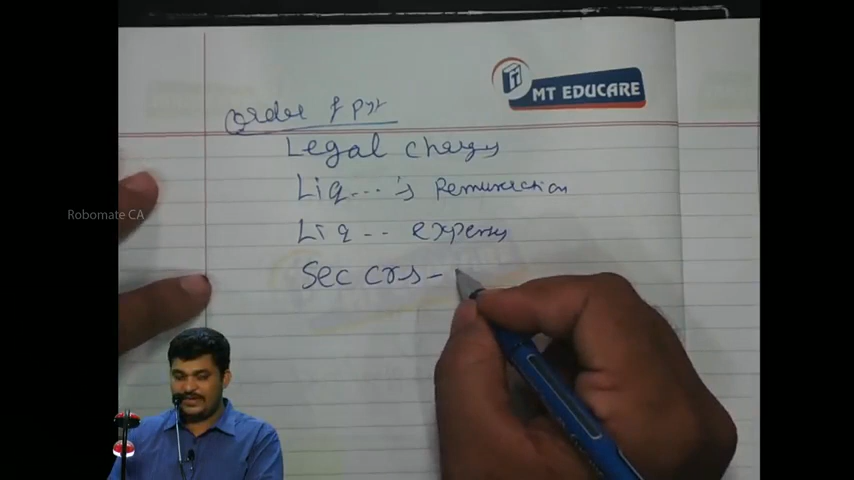 MT EDUCARE
order of pyt
Legal charges
Liq...'s Remuneration
Robomate CA
Liq -- expenses
Sec crs -